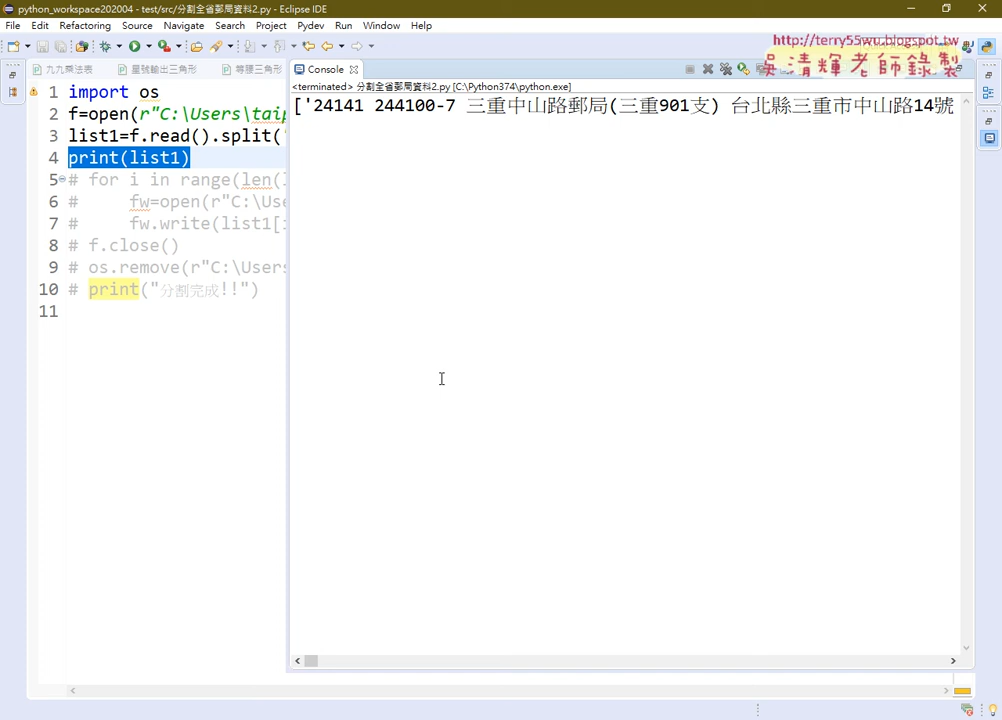 python_workspace202004 - test/src/分割全省郵局資料2.py - Eclipse IDE
File Edit Refactoring Source Navigate Search Project Pydev Run Window Help
http://terry55wu.blogspot.tw
吳清輝老師錄製
九九乘法表 星號輸出三角形 等腰三角形 Console
<terminated> 分割全省郵局資料2.py [C:\Python374\python.exe]
['24141 244100-7 三重中山路郵局(三重901支) 台北縣三重市中山路14號
1 import os
2 f=open(r"C:\Users\taip
3 list1=f.read().split('
4 print(list1)
5 # for i in range(len(l
6 # fw=open(r"C:\Use
7 # fw.write(list1[i
8 # f.close()
9 # os.remove(r"C:\Users
10 # print("分割完成!!")
11